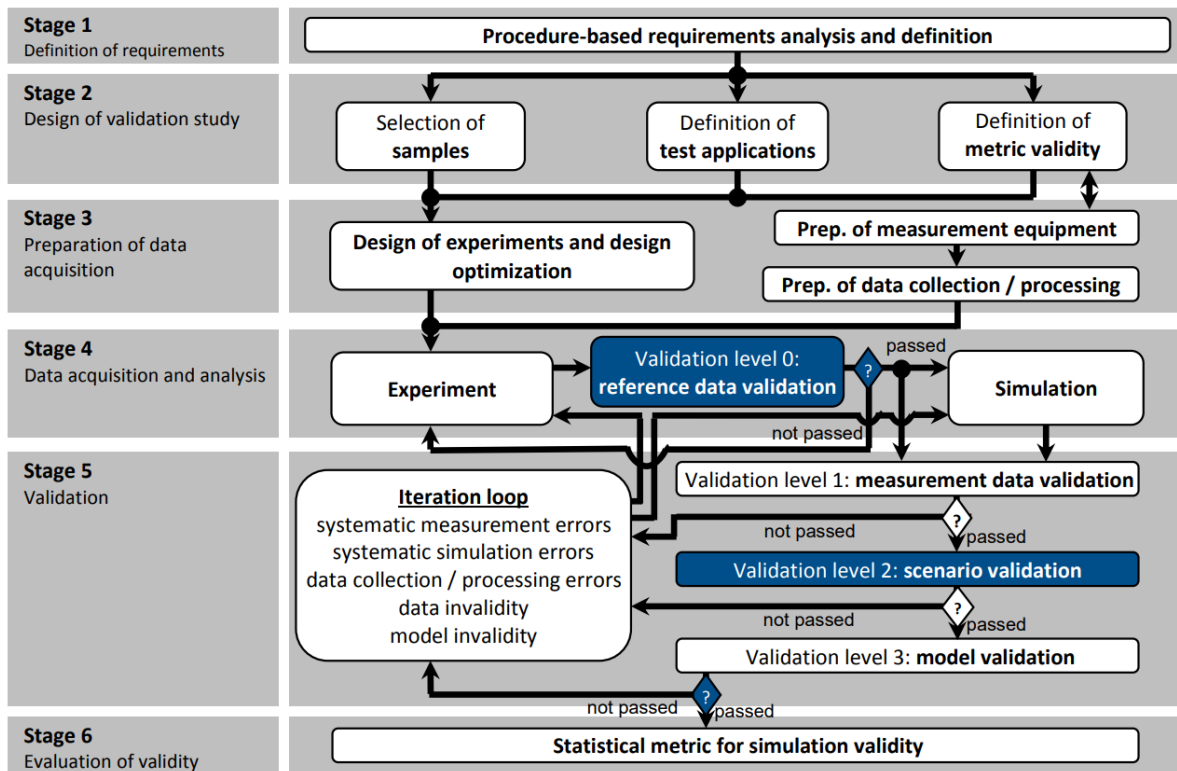 Stage 1
Definition of requirements
Procedure-based requirements analysis and definition
Stage 2
Design of validation study
Selection of
samples
Definition of
test applications
Definition of
metric validity
Stage 3
Preparation of data
acquisition
Design of experiments and design
optimization
Prep. of measurement equipment
Prep. of data collection / processing
Stage 4
Data acquisition and analysis
Experiment
Validation level 0:
reference data validation
?
passed
not passed
Simulation
Stage 5
Validation
Iteration loop
systematic measurement errors
systematic simulation errors
data collection / processing errors
data invalidity
model invalidity
Validation level 1: measurement data validation
?
not passed
passed
Validation level 2: scenario validation
?
not passed
passed
Validation level 3: model validation
?
not passed
passed
Stage 6
Evaluation of validity
Statistical metric for simulation validity